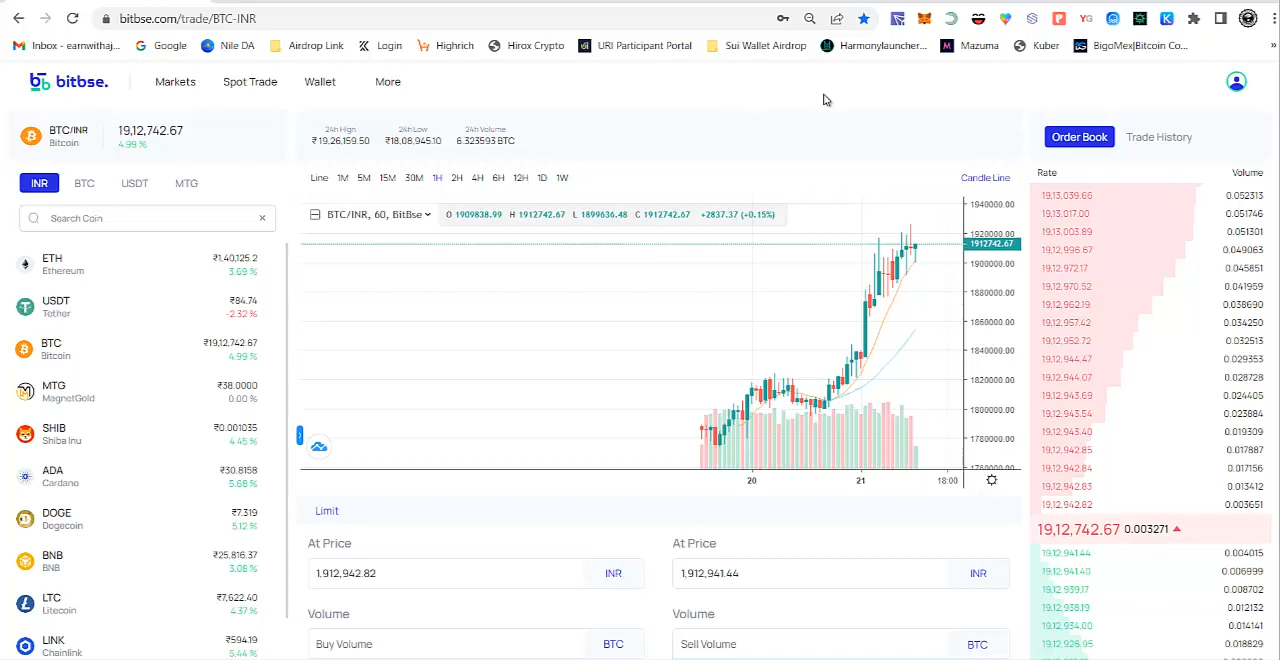 bitbse.com/trade/BTC-INR
Inbox - earnwithaj... Google Nile DA Airdrop Link Login Highrich Hirox Crypto URI Participant Portal Sui Wallet Airdrop Harmonylauncher... Mazuma Kuber BigoMex|Bitcoin Co... »
bitbse. Markets Spot Trade Wallet More
BTC/INR
Bitcoin
19,12,742.67
4.99 %
24h High
₹19,26,159.50
24h Low
₹18,08,945.10
24h Volume
6.323593 BTC
INR BTC USDT MTG
Search Coin ×
ETH ₹1,40,125.2
Ethereum 3.69 %
USDT ₹84.74
Tether -2.32 %
BTC ₹19,12,742.67
Bitcoin 4.99 %
MTG ₹38.0000
MagnetGold 0.00 %
SHIB ₹0.001035
Shiba Inu 4.45 %
ADA ₹30.8158
Cardano 5.68 %
DOGE ₹7.319
Dogecoin 5.12 %
BNB ₹25,816.37
BNB 3.08 %
LTC ₹7,622.40
Litecoin 4.37 %
LINK ₹594.19
Chainlink 5.44 %
Line 1M 5M 15M 30M 1H 2H 4H 6H 12H 1D 1W Candle Line
BTC/INR, 60, BitBse O 1909838.99 H 1912742.67 L 1899636.48 C 1912742.67 +2837.37 (+0.15%)
1940000.00
1920000.00
1912742.67
1900000.00
1880000.00
1860000.00
1840000.00
1820000.00
1800000.00
1780000.00
1760000.00
20 21 18:00
Limit
At Price
1,912,942.82 INR
Volume
Buy Volume BTC
At Price
1,912,941.44 INR
Volume
Sell Volume BTC
Order Book Trade History
Rate Volume
19,13,039.66 0.052313
19,13,017.00 0.051746
19,13,003.89 0.051301
19,12,996.67 0.049063
19,12,972.17 0.045851
19,12,970.52 0.041959
19,12,962.19 0.038690
19,12,957.42 0.034250
19,12,952.72 0.032513
19,12,944.47 0.029353
19,12,944.07 0.028728
19,12,943.69 0.024405
19,12,943.54 0.023884
19,12,943.40 0.019309
19,12,942.85 0.017887
19,12,942.84 0.017156
19,12,942.83 0.013412
19,12,942.82 0.003651
19,12,742.67 0.003271
19,12,941.44 0.004015
19,12,941.40 0.006999
19,12,939.17 0.008702
19,12,938.19 0.012132
19,12,934.00 0.014141
19,12,926.95 0.018829